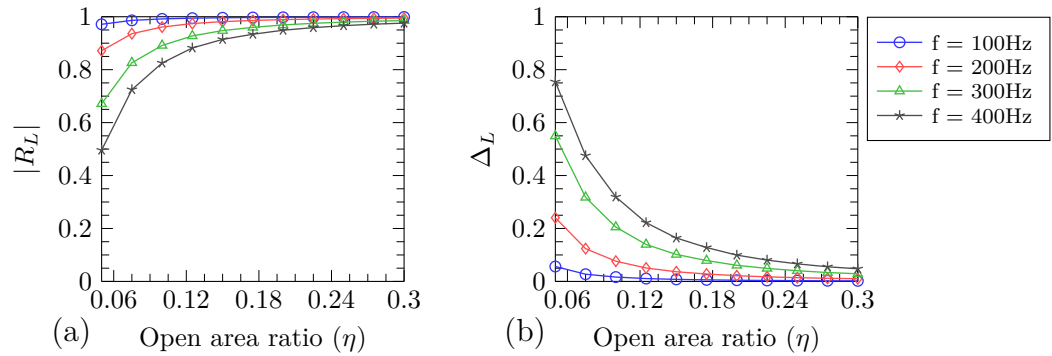 1
0.8
0.6
0.4
0.2
0
|R_L|
0.06 0.12 0.18 0.24 0.3
(a) Open area ratio (η)
1
0.8
0.6
0.4
0.2
0
Δ_L
0.06 0.12 0.18 0.24 0.3
(b) Open area ratio (η)
f = 100Hz
f = 200Hz
f = 300Hz
f = 400Hz